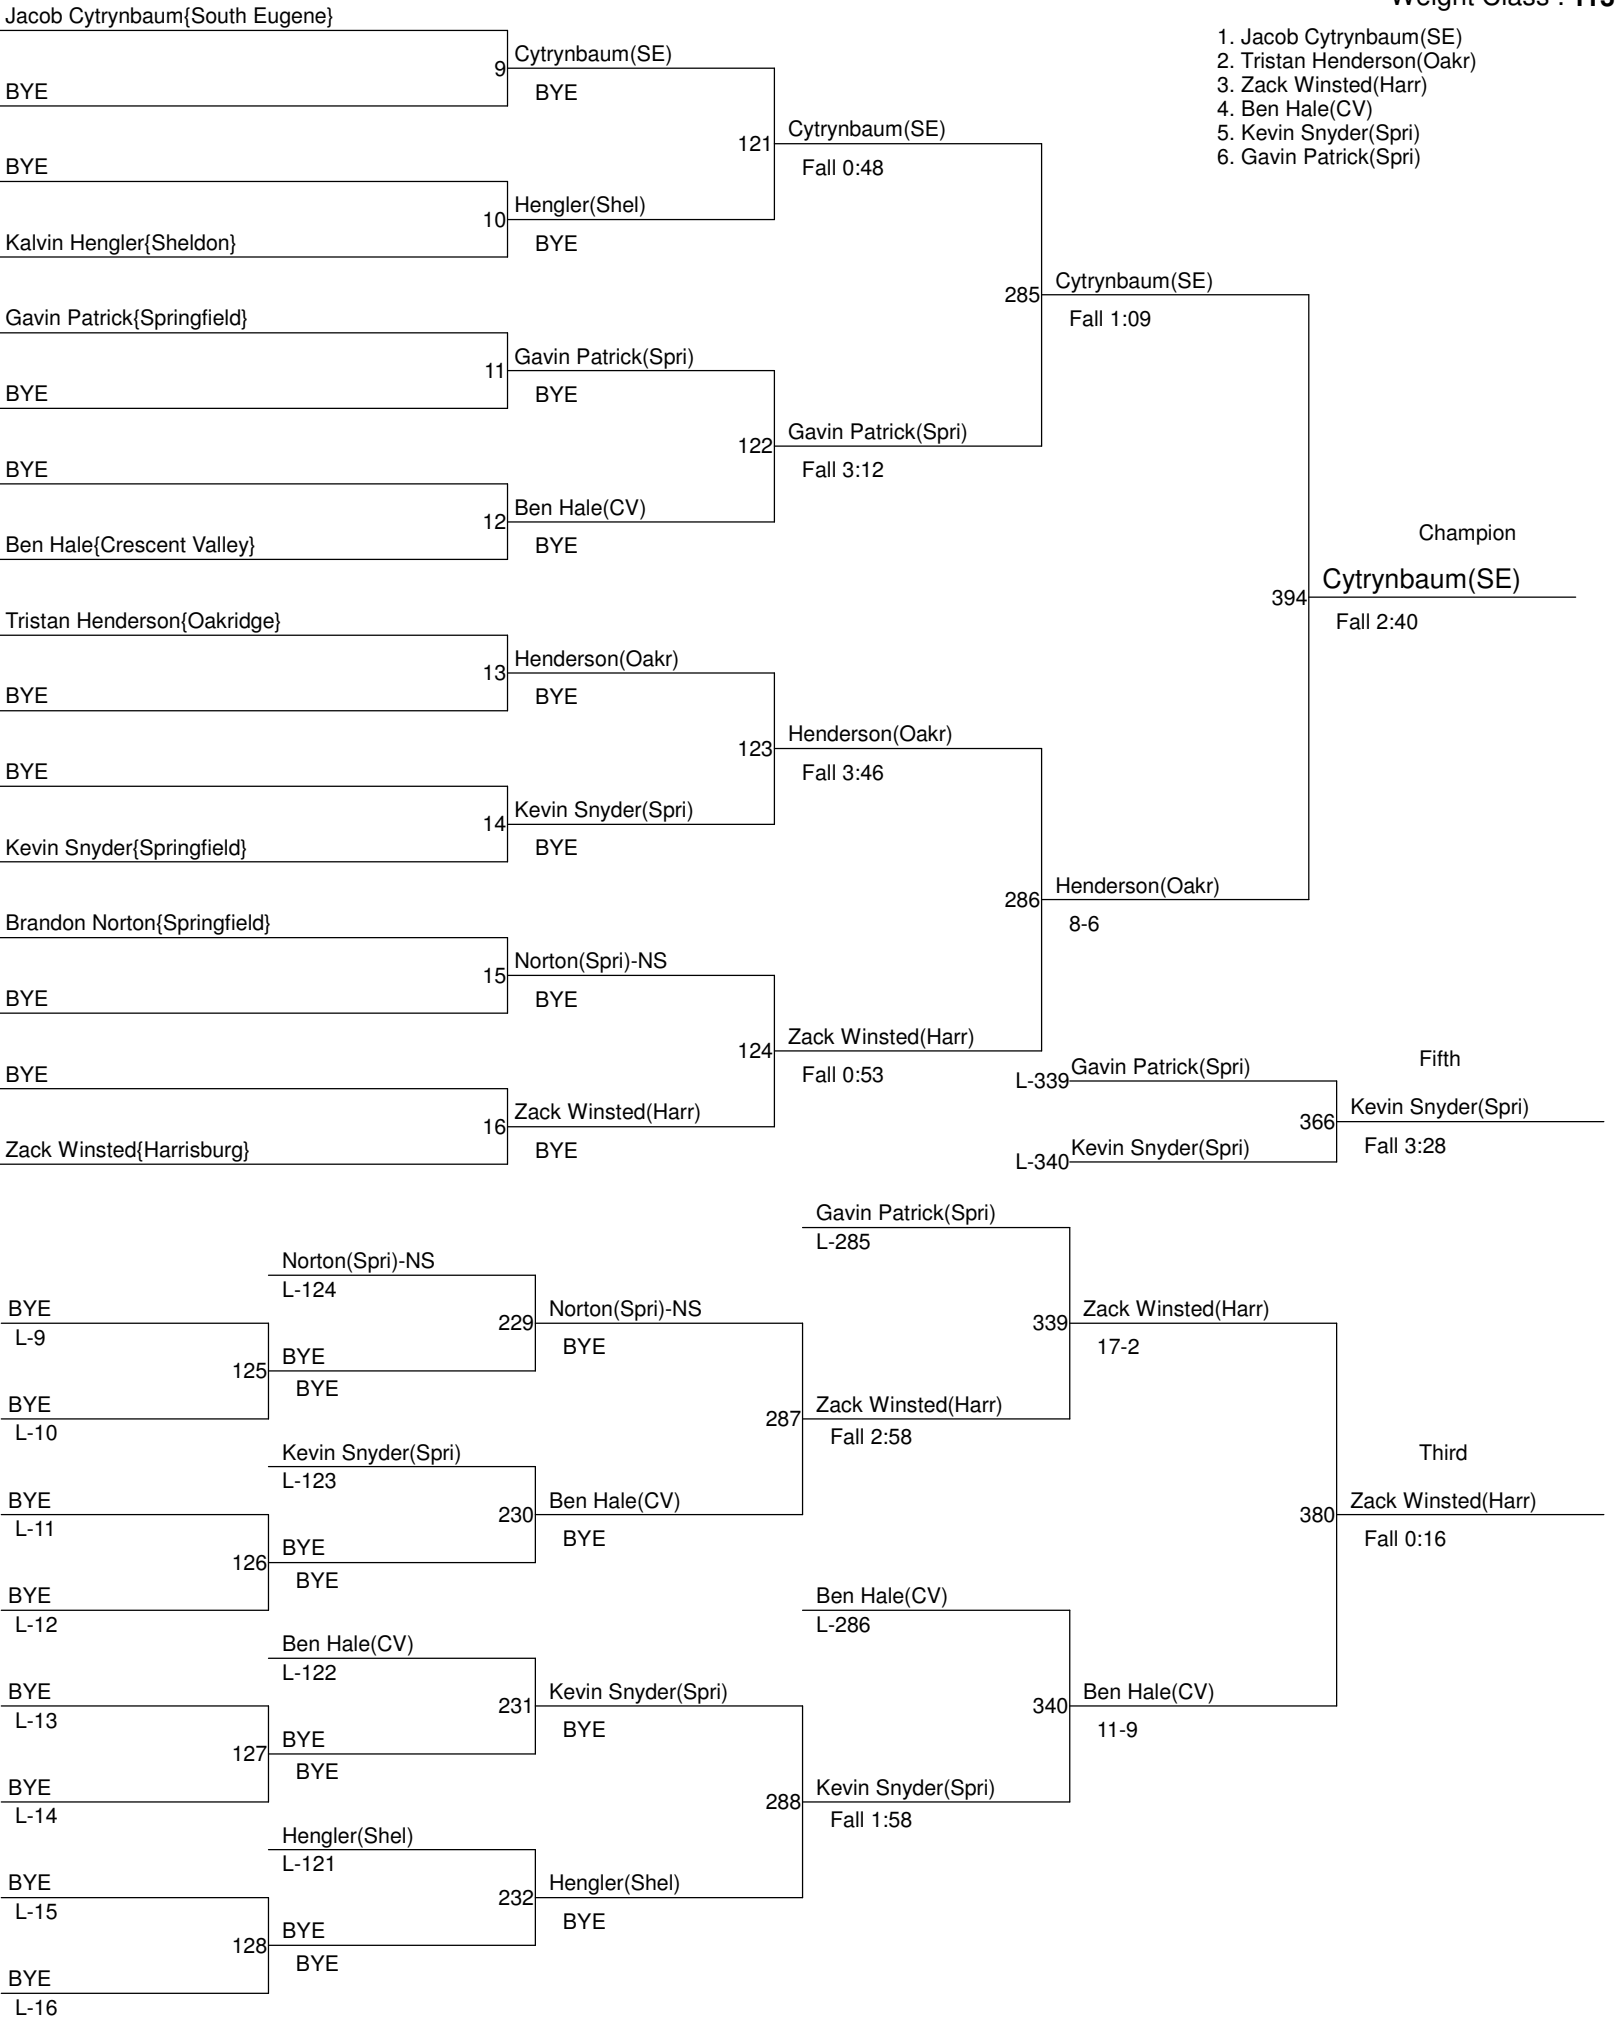 Weight Class :
1. Jacob Cytrynbaum(SE)
2. Tristan Henderson(Oakr)
3. Zack Winsted(Harr)
4. Ben Hale(CV)
5. Kevin Snyder(Spri)
6. Gavin Patrick(Spri)
Jacob Cytrynbaum{South Eugene}
BYE
BYE
Kalvin Hengler{Sheldon}
Gavin Patrick{Springfield}
BYE
BYE
Ben Hale{Crescent Valley}
Tristan Henderson{Oakridge}
BYE
BYE
Kevin Snyder{Springfield}
Brandon Norton{Springfield}
BYE
BYE
Zack Winsted{Harrisburg}
9
Cytrynbaum(SE)
BYE
10
Hengler(Shel)
BYE
11
Gavin Patrick(Spri)
BYE
12
Ben Hale(CV)
BYE
13
Henderson(Oakr)
BYE
14
Kevin Snyder(Spri)
BYE
15
Norton(Spri)-NS
BYE
16
Zack Winsted(Harr)
BYE
121
Cytrynbaum(SE)
Fall 0:48
122
Gavin Patrick(Spri)
Fall 3:12
123
Henderson(Oakr)
Fall 3:46
124
Zack Winsted(Harr)
Fall 0:53
285
Cytrynbaum(SE)
Fall 1:09
286
Henderson(Oakr)
8-6
Champion
394
Cytrynbaum(SE)
Fall 2:40
Fifth
L-339
Gavin Patrick(Spri)
L-340
Kevin Snyder(Spri)
366
Kevin Snyder(Spri)
Fall 3:28
BYE
L-9
BYE
L-10
BYE
L-11
BYE
L-12
BYE
L-13
BYE
L-14
BYE
L-15
BYE
L-16
Norton(Spri)-NS
L-124
125
BYE
BYE
Kevin Snyder(Spri)
L-123
126
BYE
BYE
Ben Hale(CV)
L-122
127
BYE
BYE
Hengler(Shel)
L-121
128
BYE
BYE
229
Norton(Spri)-NS
BYE
230
Ben Hale(CV)
BYE
231
Kevin Snyder(Spri)
BYE
232
Hengler(Shel)
BYE
Gavin Patrick(Spri)
L-285
287
Zack Winsted(Harr)
Fall 2:58
Ben Hale(CV)
L-286
288
Kevin Snyder(Spri)
Fall 1:58
339
Zack Winsted(Harr)
17-2
340
Ben Hale(CV)
11-9
Third
380
Zack Winsted(Harr)
Fall 0:16